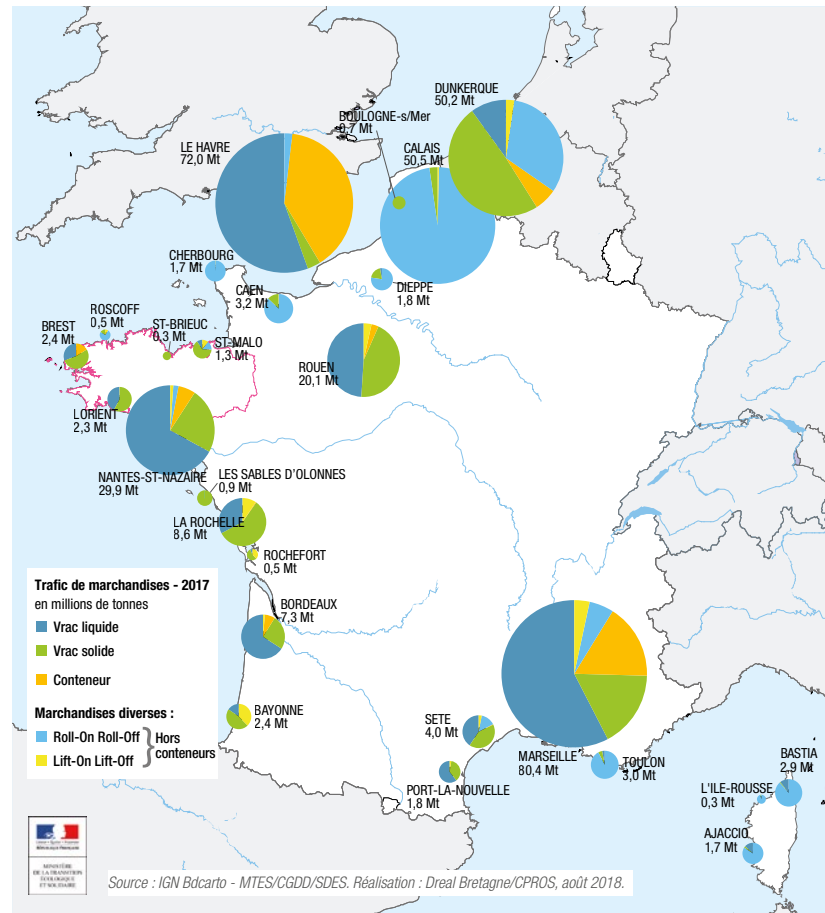 DUNKERQUE
50,2 Mt
BOULOGNE-s/Mer
0,7 Mt
LE HAVRE
72,0 Mt
CALAIS
50,5 Mt
CHERBOURG
1,7 Mt
DIEPPE
1,8 Mt
CAEN
3,2 Mt
ROSCOFF
0,5 Mt
ST-BRIEUC
0,3 Mt
BREST
2,4 Mt
ST-MALO
1,3 Mt
ROUEN
20,1 Mt
LORIENT
2,3 Mt
NANTES-ST-NAZAIRE
29,9 Mt
LES SABLES D'OLONNES
0,9 Mt
LA ROCHELLE
8,6 Mt
ROCHEFORT
0,5 Mt
BORDEAUX
7,3 Mt
BAYONNE
2,4 Mt
SETE
4,0 Mt
PORT-LA-NOUVELLE
1,8 Mt
MARSEILLE
80,4 Mt
TOULON
3,0 Mt
BASTIA
2,9 Mt
L'ILE-ROUSSE
0,3 Mt
AJACCIO
1,7 Mt
Trafic de marchandises - 2017
en millions de tonnes
Vrac liquide
Vrac solide
Conteneur
Marchandises diverses :
Roll-On Roll-Off
Lift-On Lift-Off
Hors
conteneurs
RÉPUBLIQUE FRANÇAISE
MINISTÈRE
DE LA TRANSITION
ÉCOLOGIQUE
ET SOLIDAIRE
Source : IGN Bdcarto - MTES/CGDD/SDES. Réalisation : Dreal Bretagne/CPROS, août 2018.